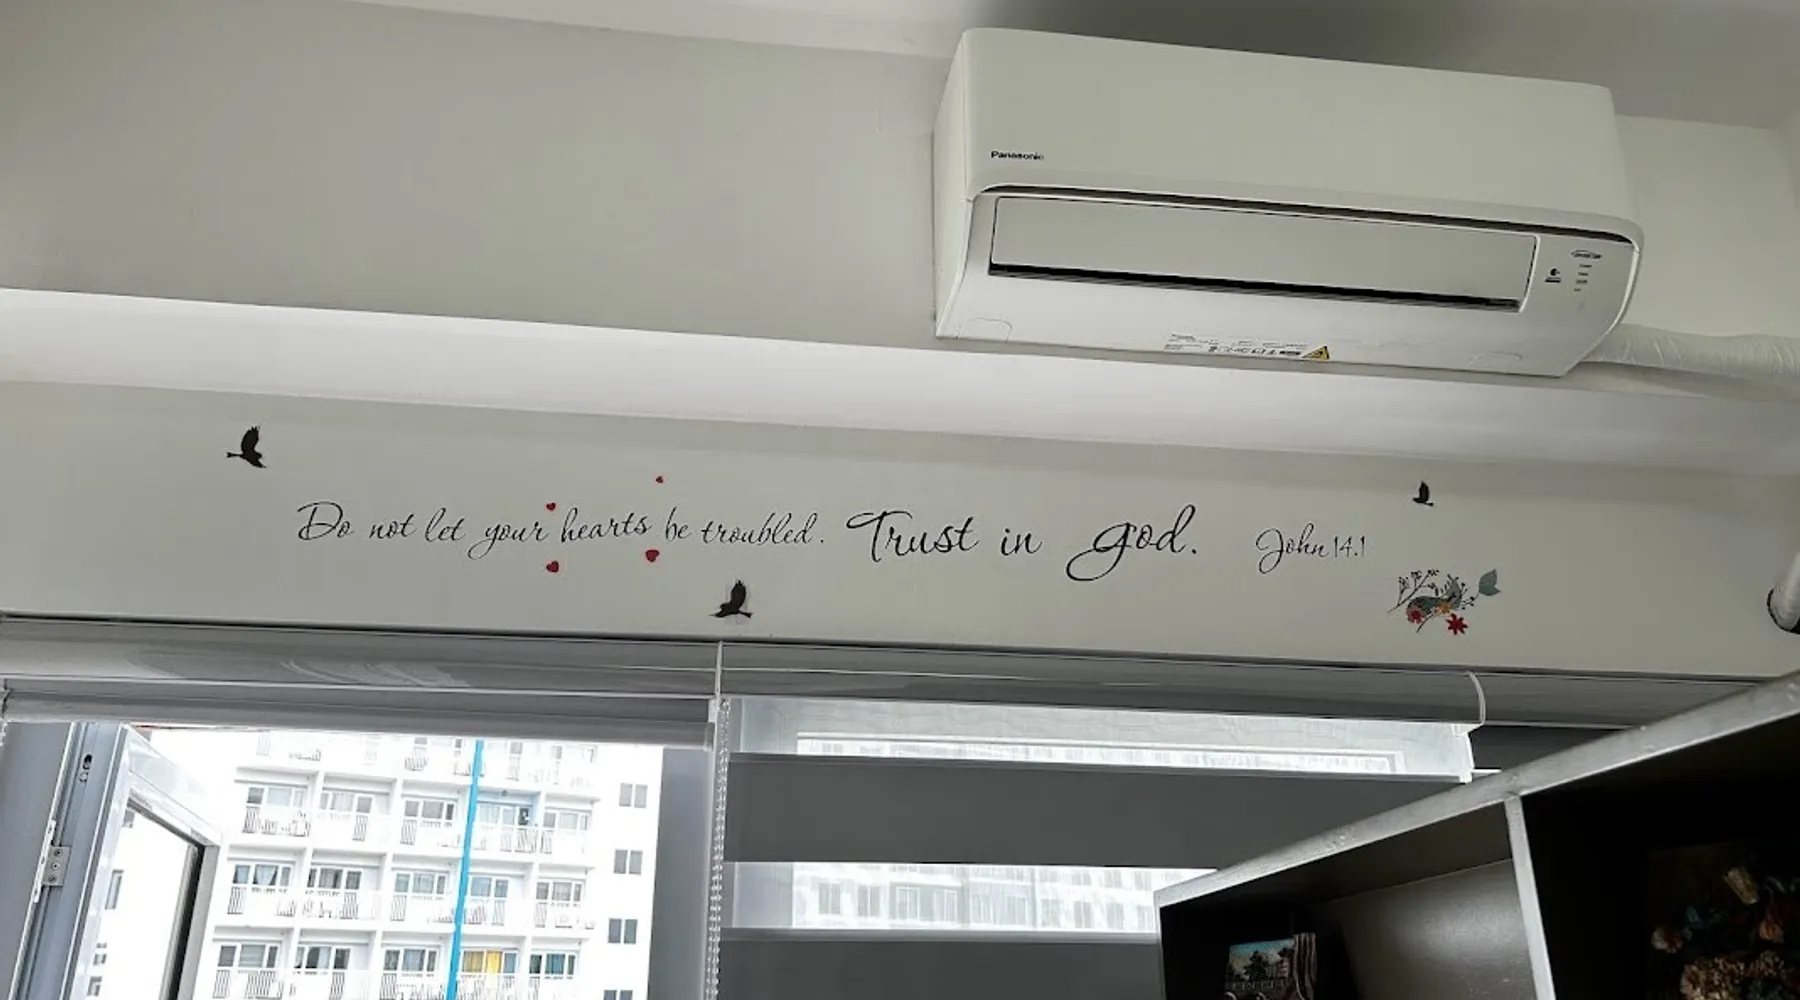 Panasonic
Do not let your hearts be troubled. Trust in god. John 14.1